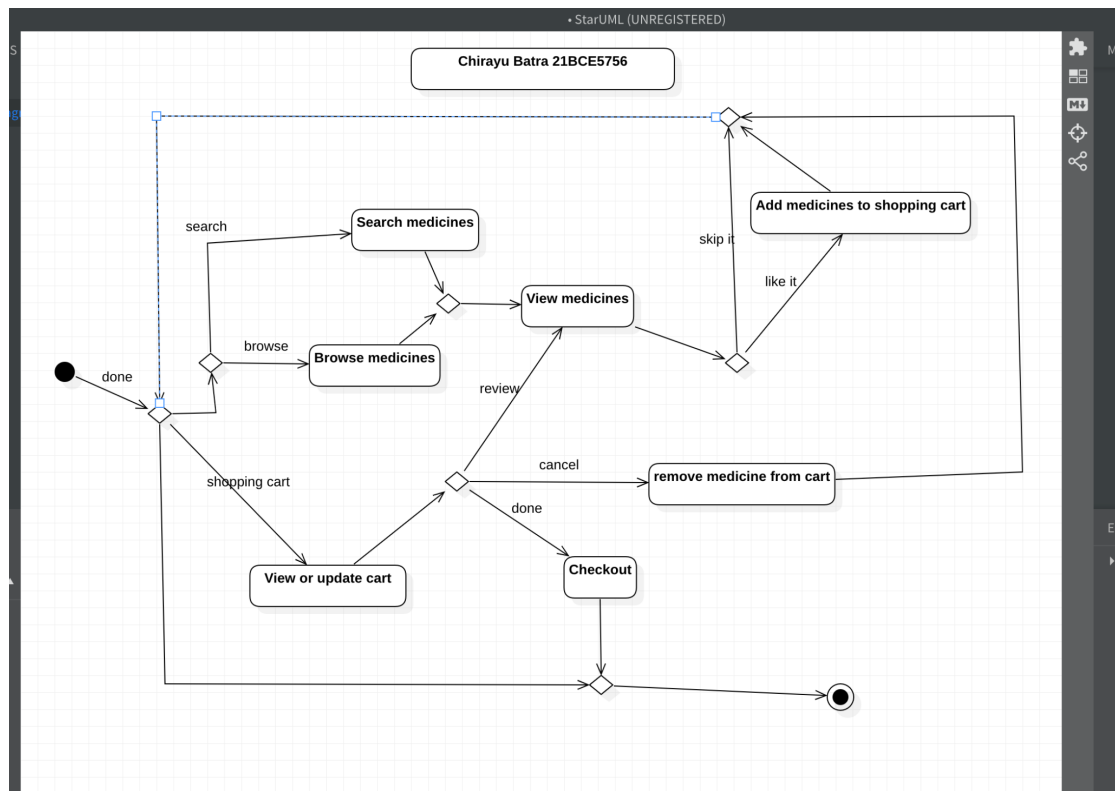 • StarUML (UNREGISTERED)
Chirayu Batra 21BCE5756
Search medicines
search
Add medicines to shopping cart
skip it
like it
View medicines
browse
Browse medicines
done
review
cancel
remove medicine from cart
shopping cart
done
View or update cart
Checkout